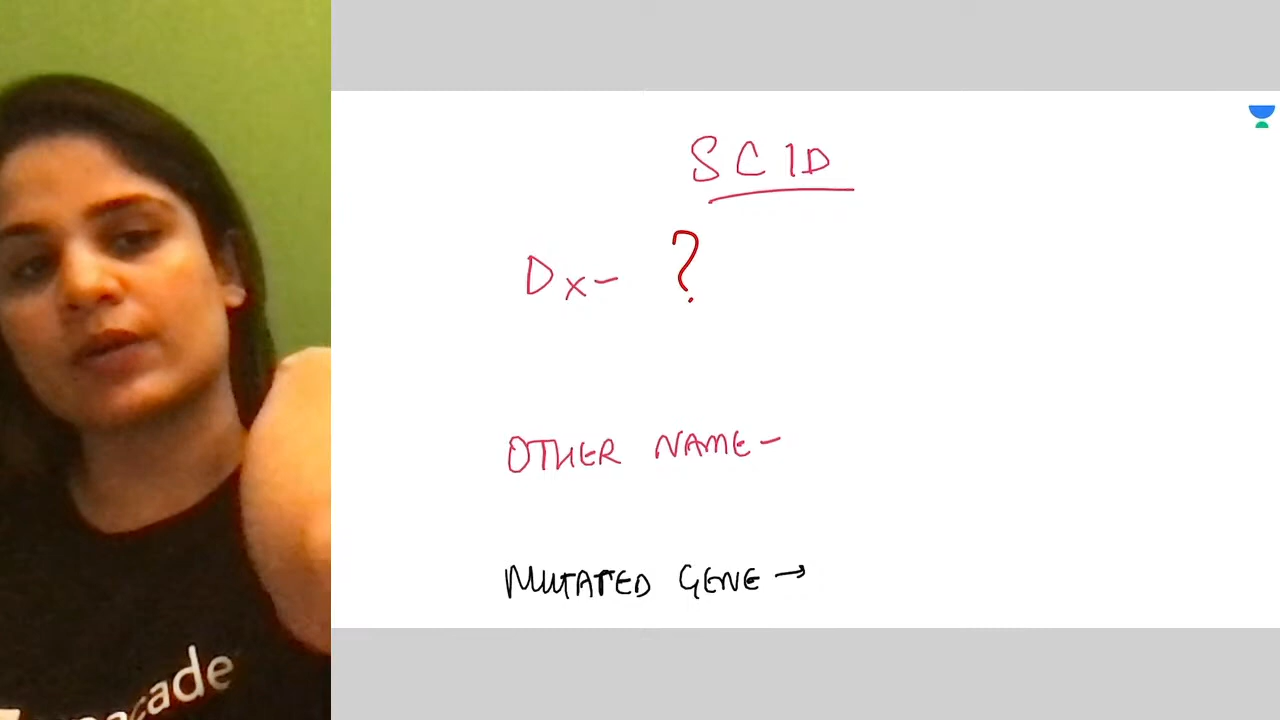 SCID
Dx- ?
OTHER NAME-
MUTATED GENE →